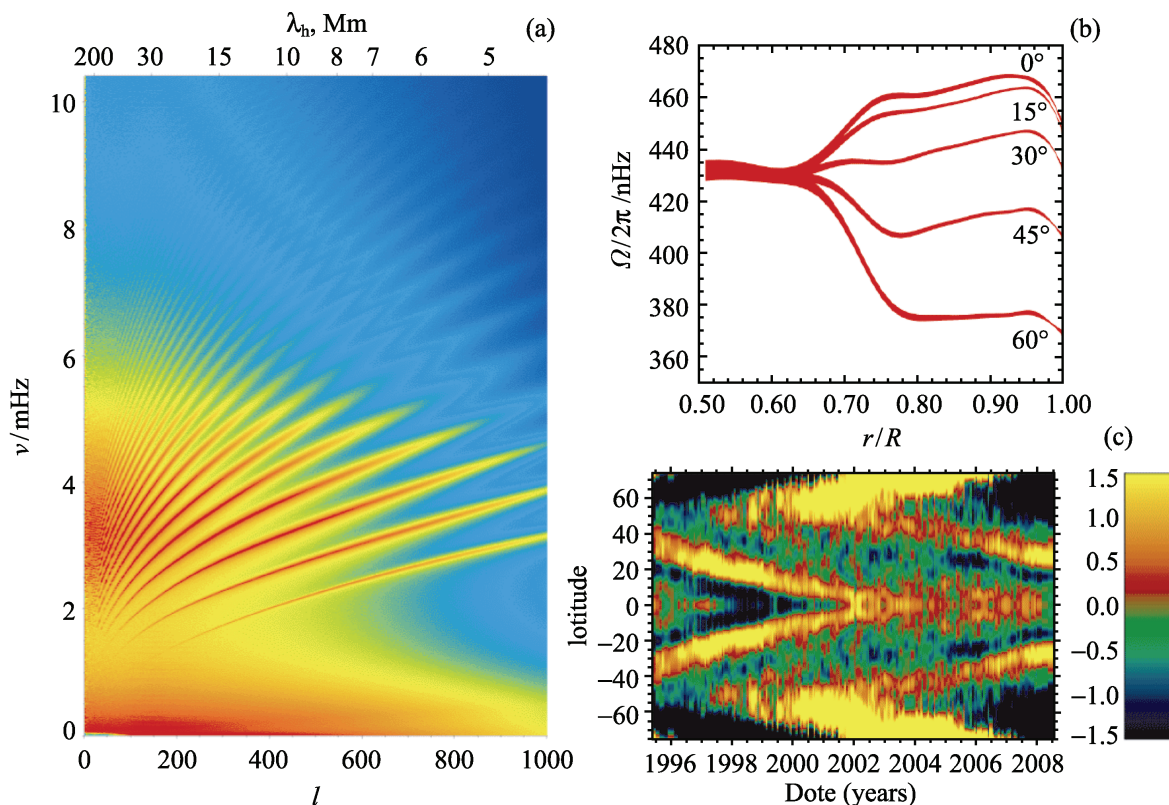 λh, Mm
(a)
200 30 15 10 8 7 6 5
10
8
6
4
2
0
ν/mHz
0 200 400 600 800 1000
l
(b)
480
460
440
420
400
380
360
Ω/2π/nHz
0°
15°
30°
45°
60°
0.50 0.60 0.70 0.80 0.90 1.00
r/R
(c)
60
40
20
0
−20
−40
−60
lotitude
1996 1998 2000 2002 2004 2006 2008
Dote (years)
1.5
1.0
0.5
0.0
−0.5
−1.0
−1.5